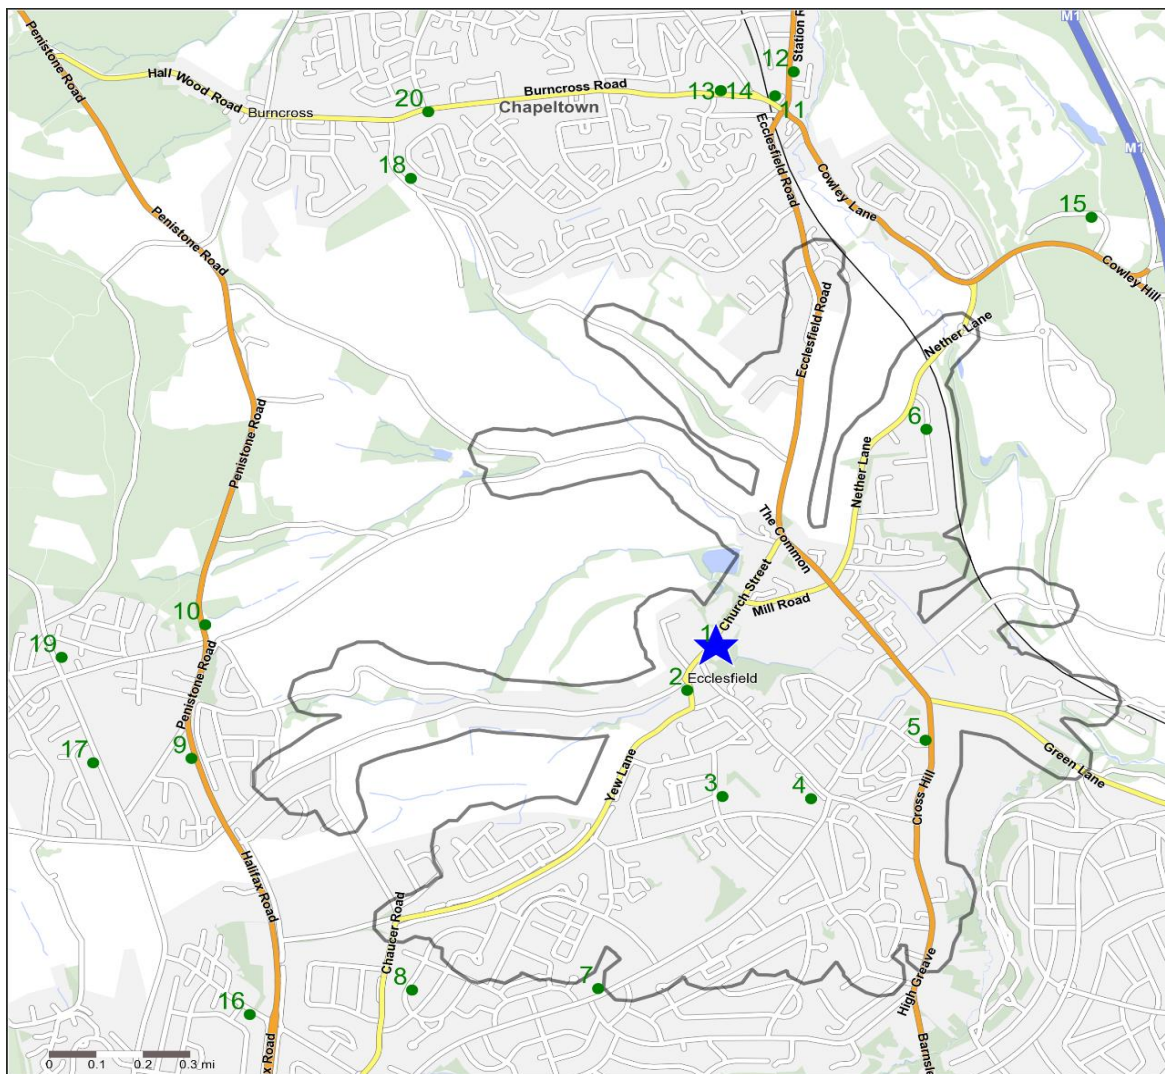 Penistone Road
Hall Wood Road
Burncross
20
Burncross Road
Chapeltown
13
14
12
Station R
11
M1
M1
18
Ecclesfield Road
Cowley Lane
15
Cowley Hill
Penistone Road
Ecclesfield Road
Nether Lane
6
Penistone Road
Nether Lane
The Common
Church Street
Mill Road
10
19
1
2
Ecclesfield
Penistone Road
17
9
5
Green Lane
Yew Lane
3
4
Cross Hill
Halifax Road
Chaucer Road
8
7
High Greave
16
x Road
Barnsle
0 0.1 0.2 0.3 mi